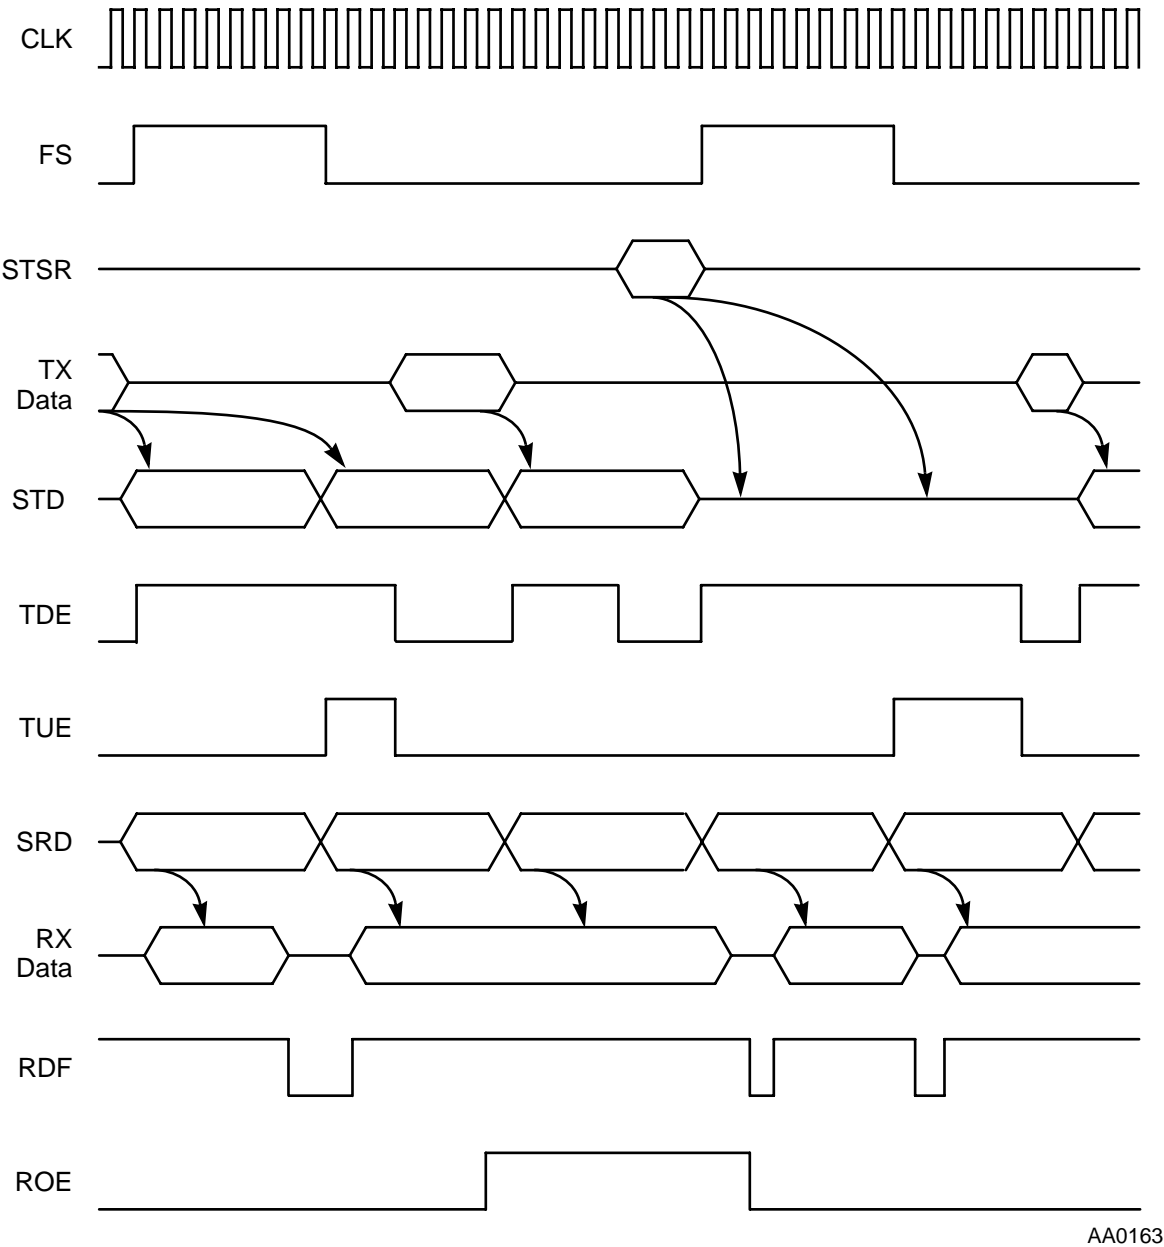 CLK
FS
STSR
TX
Data
STD
TDE
TUE
SRD
RX
Data
RDF
ROE
AA0163